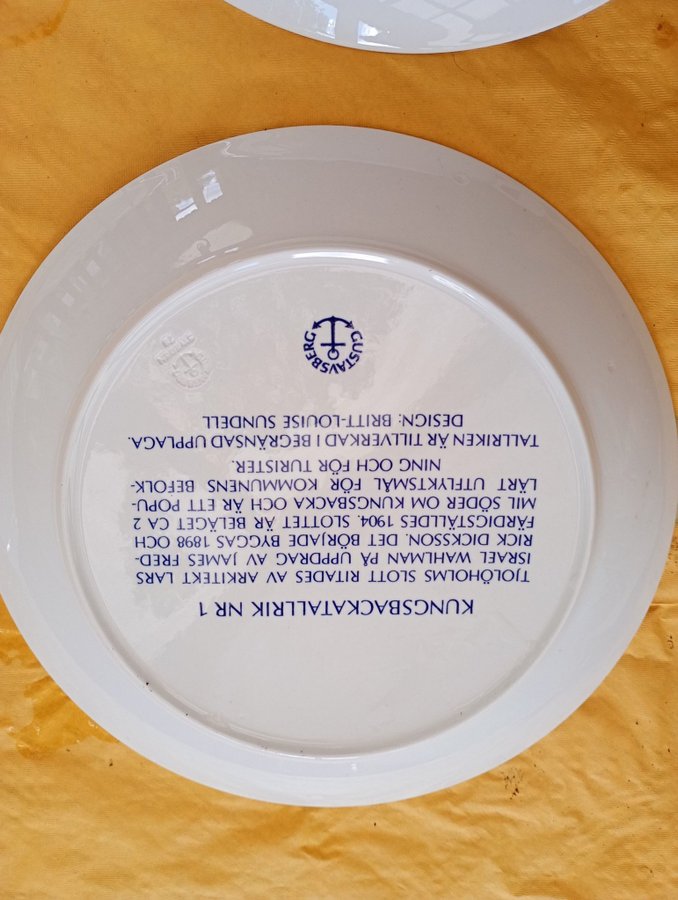 KUNGSBACKATALLRIK NR 1
TJOLÖHOLMS SLOTT RITADES AV ARKITEKT LARS
ISRAEL WAHLMAN PÅ UPPDRAG AV JAMES FRED-
RICK DICKSSON. DET BÖRJADE BYGGAS 1898 OCH
FÄRDIGSTÄLLDES 1904. SLOTTET ÄR BELÄGET CA 2
MIL SÖDER OM KUNGSBACKA OCH ÄR ETT POPU-
LÄRT UTFLYKTSMÅL FÖR KOMMUNENS BEFOLK-
NING OCH FÖR TURISTER.
TALLRIKEN ÄR TILLVERKAD I BEGRÄNSAD UPPLAGA.
DESIGN: BRITT-LOUISE SUNDELL
GUSTAVSBERG